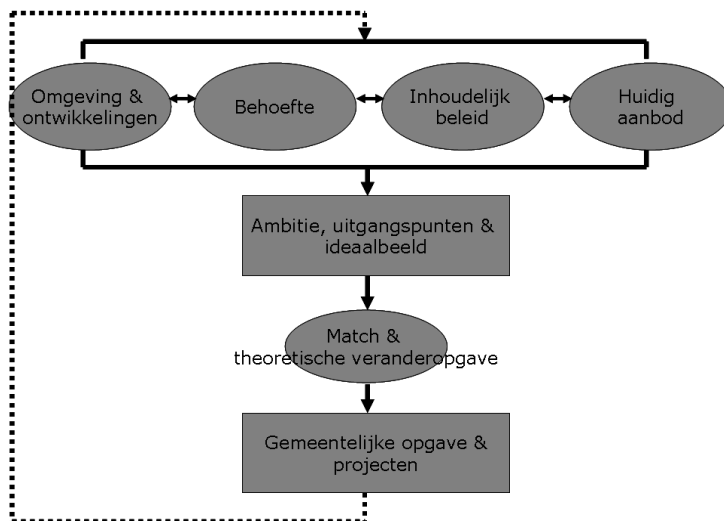 Omgeving &
ontwikkelingen
Behoefte
Inhoudelijk
beleid
Huidig
aanbod
Ambitie, uitgangspunten &
ideaalbeeld
Match &
theoretische veranderopgave
Gemeentelijke opgave &
projecten